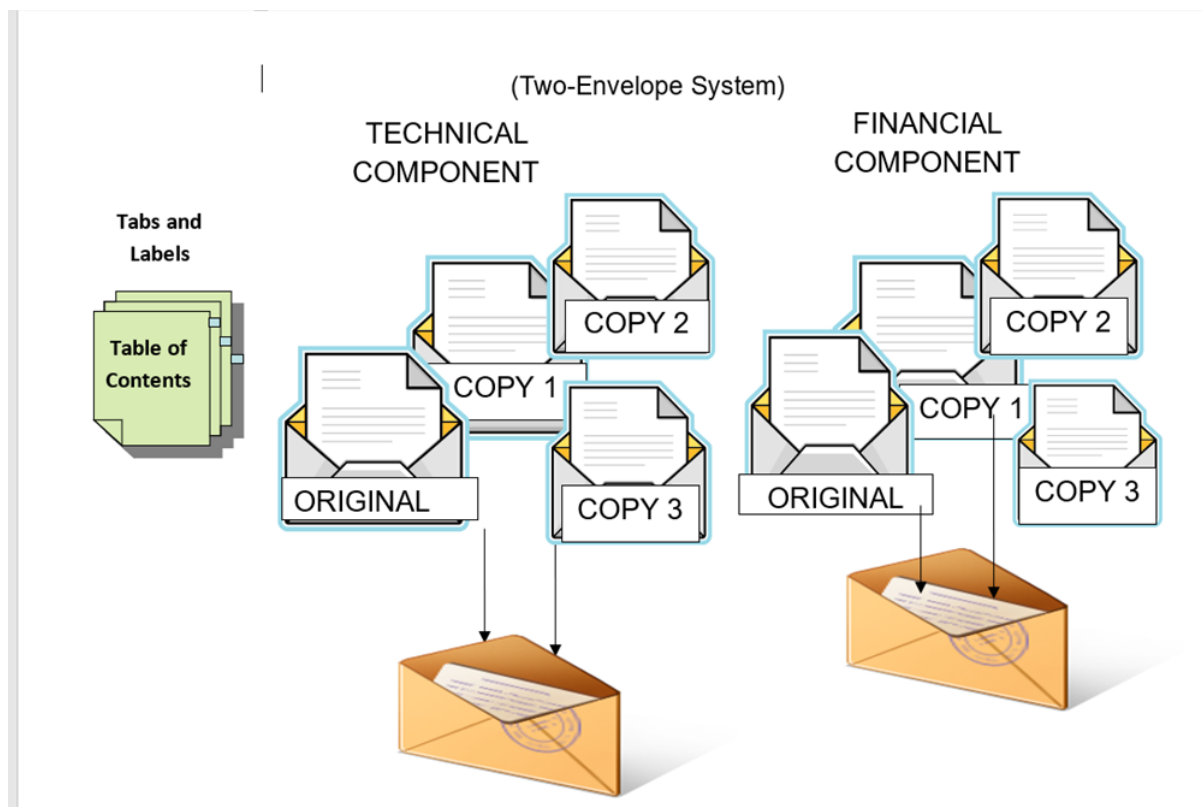 (Two-Envelope System)
TECHNICAL
COMPONENT
FINANCIAL
COMPONENT
Tabs and
Labels
Table of
Contents
COPY 2
COPY 1
ORIGINAL
COPY 3
COPY 2
COPY 1
ORIGINAL
COPY 3